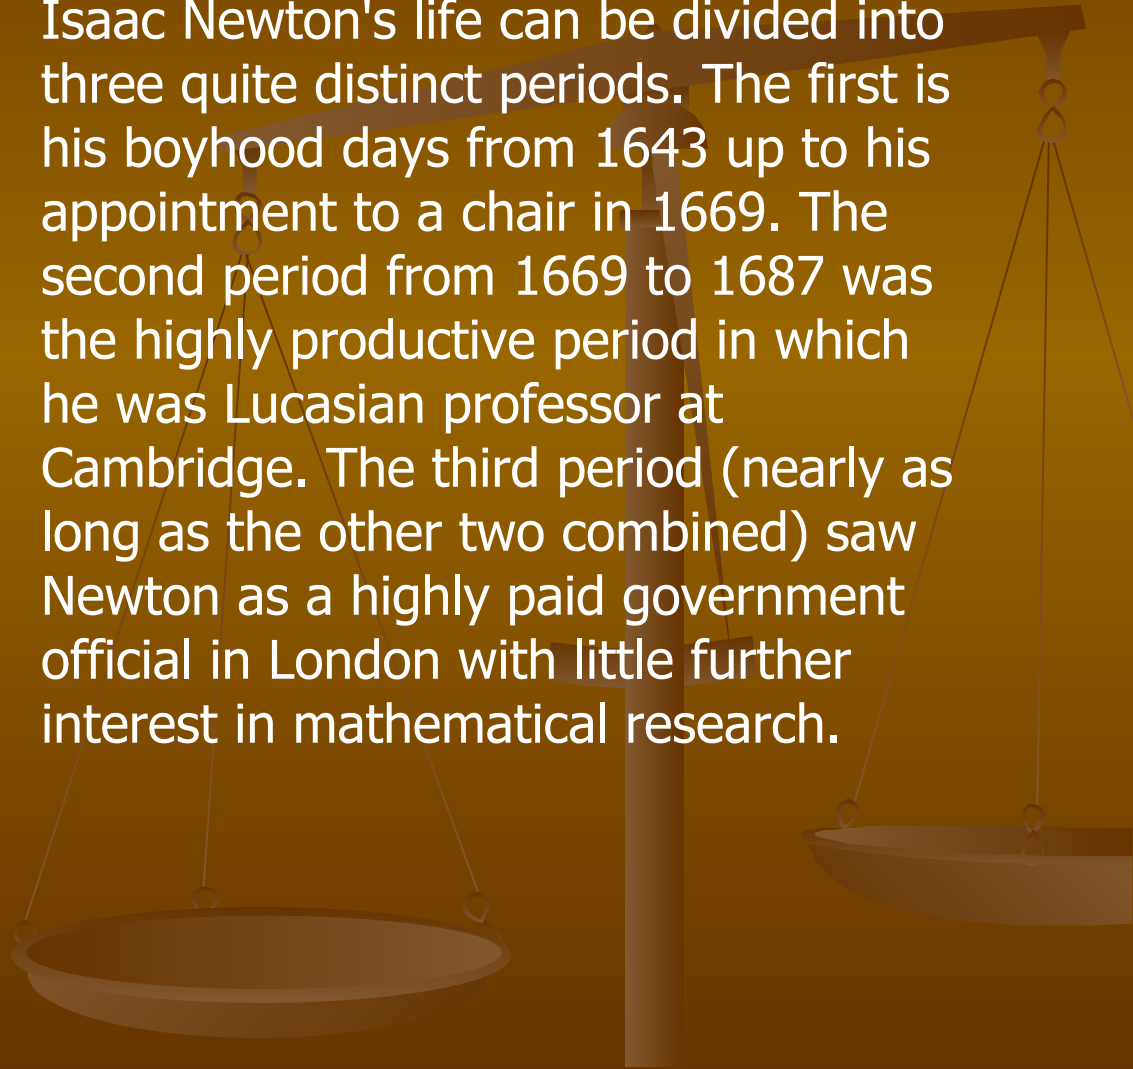 Isaac Newton's life can be divided into
three quite distinct periods. The first is
his boyhood days from 1643 up to his
appointment to a chair in 1669. The
second period from 1669 to 1687 was
the highly productive period in which
he was Lucasian professor at
Cambridge. The third period (nearly as
long as the other two combined) saw
Newton as a highly paid government
official in London with little further
interest in mathematical research.